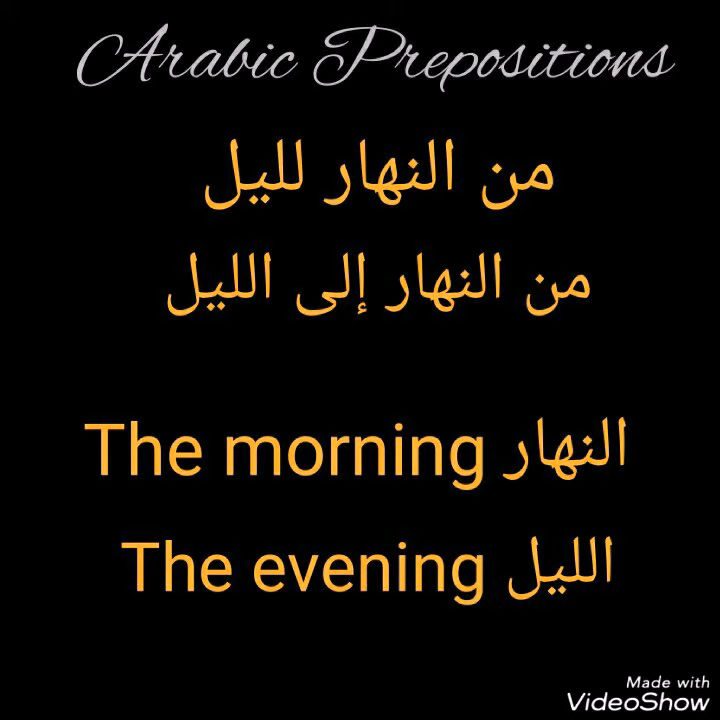 Arabic Prepositions
من النهار لليل
من النهار إلى الليل
The morning النهار
The evening الليل
Made with
VideoShow